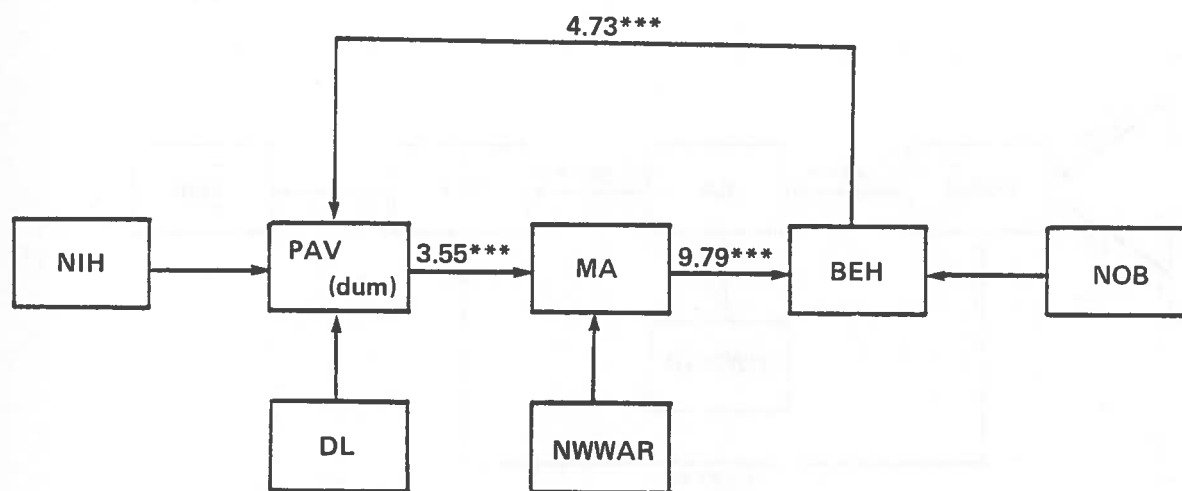 4.73***
NIH
PAV
(dum)
3.55***
MA
9.79***
BEH
NOB
DL
NWWAR